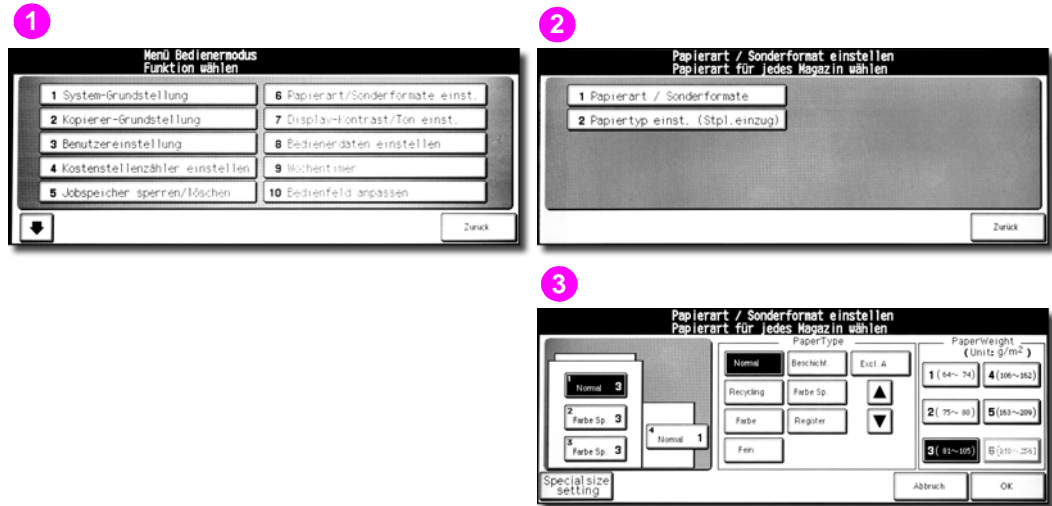 1
Menü Bedienermodus
Funktion wählen
1 System-Grundstellung
2 Kopierer-Grundstellung
3 Benutzereinstellung
4 Kostenstellenzähler einstellen
5 Jobspeicher sperren/löschen
6 Papierart/Sonderformate einst.
7 Display-Kontrast/Ton einst.
8 Bedienerdaten einstellen
9 Wochentimer
10 Bedienfeld anpassen
Zurück
2
Papierart / Sonderformat einstellen
Papierart für jedes Magazin wählen
1 Papierart / Sonderformate
2 Papiertyp einst. (Stpl.einzug)
Zurück
3
Papierart / Sonderformat einstellen
Papierart für jedes Magazin wählen
1 Normal 3
2 Farbe Sp. 3
3 Farbe Sp. 3
4 Normal 1
PaperType
Normal
Beschicht.
Excl.A
Recycling
Farbe Sp.
Farbe
Register
Fein
PaperWeight
(Unit: g/m²)
1 (64~ 74)
4 (106~162)
2 ( 75~ 80)
5 (163~209)
3 ( 81~105)
6 (210~256)
Special size
setting
Abbruch
OK